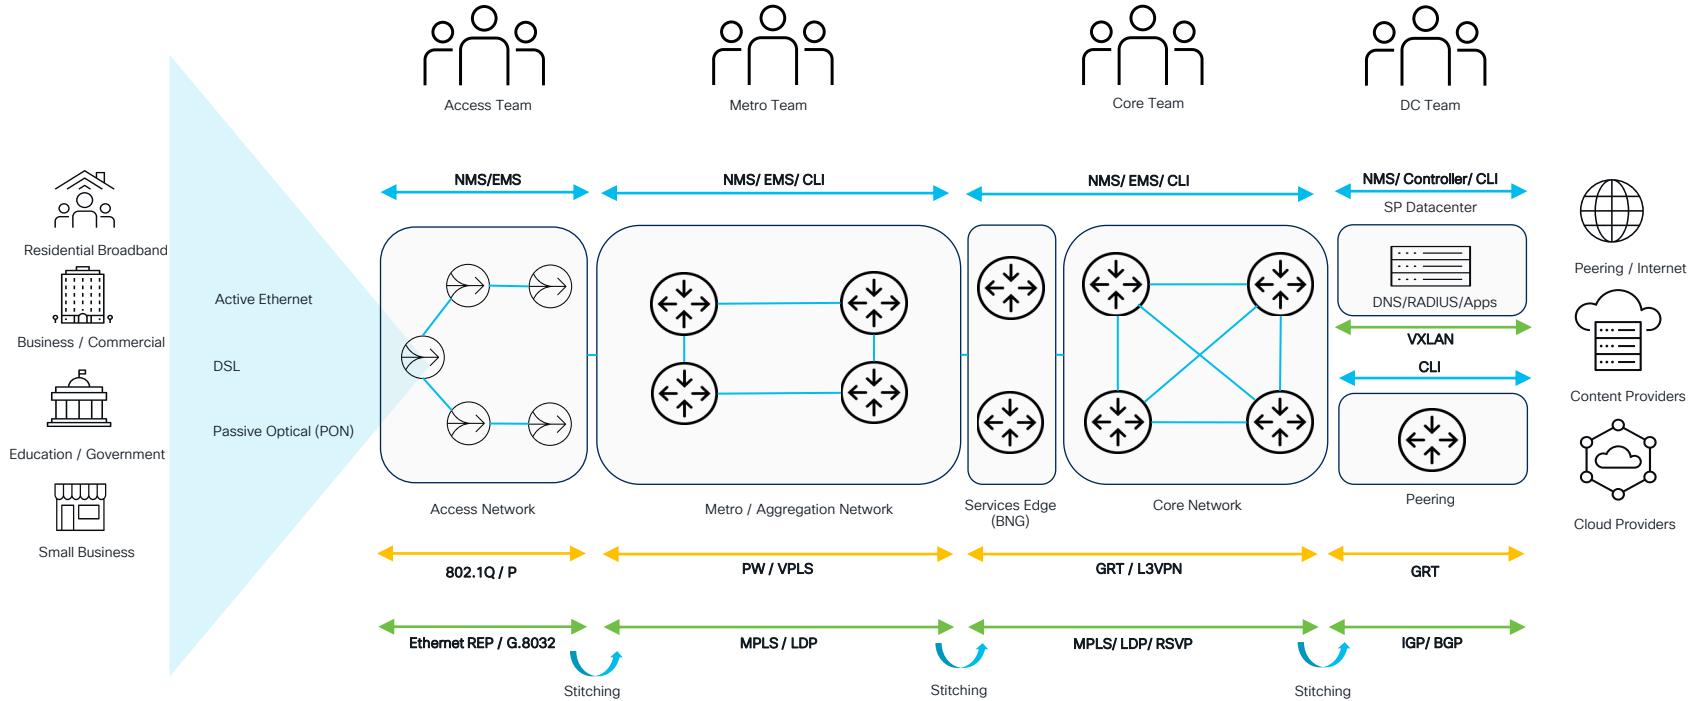 Access Team
Metro Team
Core Team
DC Team
NMS/EMS
NMS/ EMS/ CLI
NMS/ EMS/ CLI
NMS/ Controller/ CLI
SP Datacenter
Residential Broadband
Business / Commercial
Education / Government
Small Business
Active Ethernet
DSL
Passive Optical (PON)
DNS/RADIUS/Apps
VXLAN
CLI
Peering
Peering / Internet
Content Providers
Cloud Providers
Access Network
Metro / Aggregation Network
Services Edge
(BNG)
Core Network
802.1Q / P
PW / VPLS
GRT / L3VPN
GRT
Ethernet REP / G.8032
MPLS / LDP
MPLS/ LDP/ RSVP
IGP/ BGP
Stitching
Stitching
Stitching